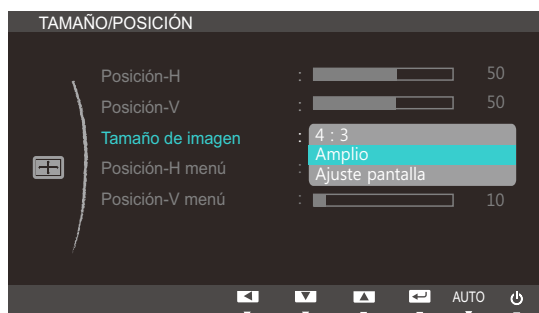 TAMAÑO/POSICIÓN
Posición-H : 50
Posición-V : 50
Tamaño de imagen : 4 : 3
Amplio
Posición-H menú :
Ajuste pantalla
Posición-V menú : 10
AUTO